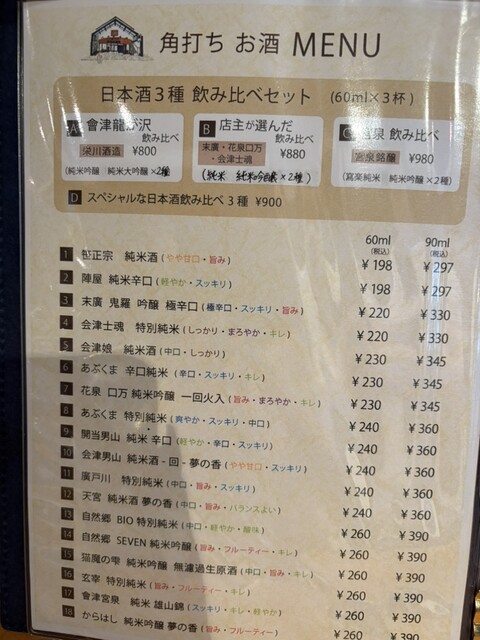 角打ち お酒 MENU
日本酒3種 飲み比べセット (60ml×3杯)
A 會津龍が沢 飲み比べ
榮川酒造 ¥800
(純米吟醸 純米大吟醸×2種)
B 店主が選んだ 飲み比べ
末廣・花泉口万・会津士魂 ¥880
(純米 純米吟醸×2種)
C 泉 飲み比べ
宮泉銘醸 ¥980
(寫楽純米 純米吟醸×2種)
D スペシャルな日本酒飲み比べ 3種 ¥900
60ml (税込) 90ml (税込)
1 笹正宗 純米酒 (やや甘口・旨み) ¥198 ¥297
2 陣屋 純米辛口 (軽やか・スッキリ) ¥198 ¥297
3 末廣 鬼羅 吟醸 極辛口 (極辛口・スッキリ・旨み) ¥220 ¥330
4 会津士魂 特別純米 (しっかり・まろやか・キレ) ¥220 ¥330
5 会津娘 純米酒 (中口・しっかり) ¥230 ¥345
6 あぶくま 辛口純米 (辛口・スッキリ・キレ) ¥230 ¥345
7 花泉 口万 純米吟醸 一回火入 (旨み・まろやか・キレ) ¥230 ¥345
8 あぶくま 特別純米 (爽やか・スッキリ・中口) ¥240 ¥360
9 開当男山 純米 辛口 (軽やか・辛口・スッキリ) ¥240 ¥360
10 会津男山 純米酒 - 回 - 夢の香 (やや甘口・スッキリ) ¥240 ¥360
11 廣戸川 特別純米 (中口・旨み・スッキリ) ¥240 ¥360
12 天宮 純米酒 夢の香 (中口・旨み・バランスよい) ¥240 ¥360
13 自然郷 BIO 特別純米 (中口・軽やか・酸味) ¥260 ¥390
14 自然郷 SEVEN 純米吟醸 (旨み・フルーティー・キレ) ¥260 ¥390
15 猫魔の雫 純米吟醸 無濾過生原酒 (中口・旨み・キレ) ¥260 ¥390
16 玄宰 特別純米 (旨み・フルーティー・キレ) ¥260 ¥390
17 會津宮泉 純米 雄山錦 (スッキリ・キレ・軽やか) ¥260 ¥390
18 からはし 純米吟醸 夢の香 (旨み・フルーティー) ¥260 ¥390